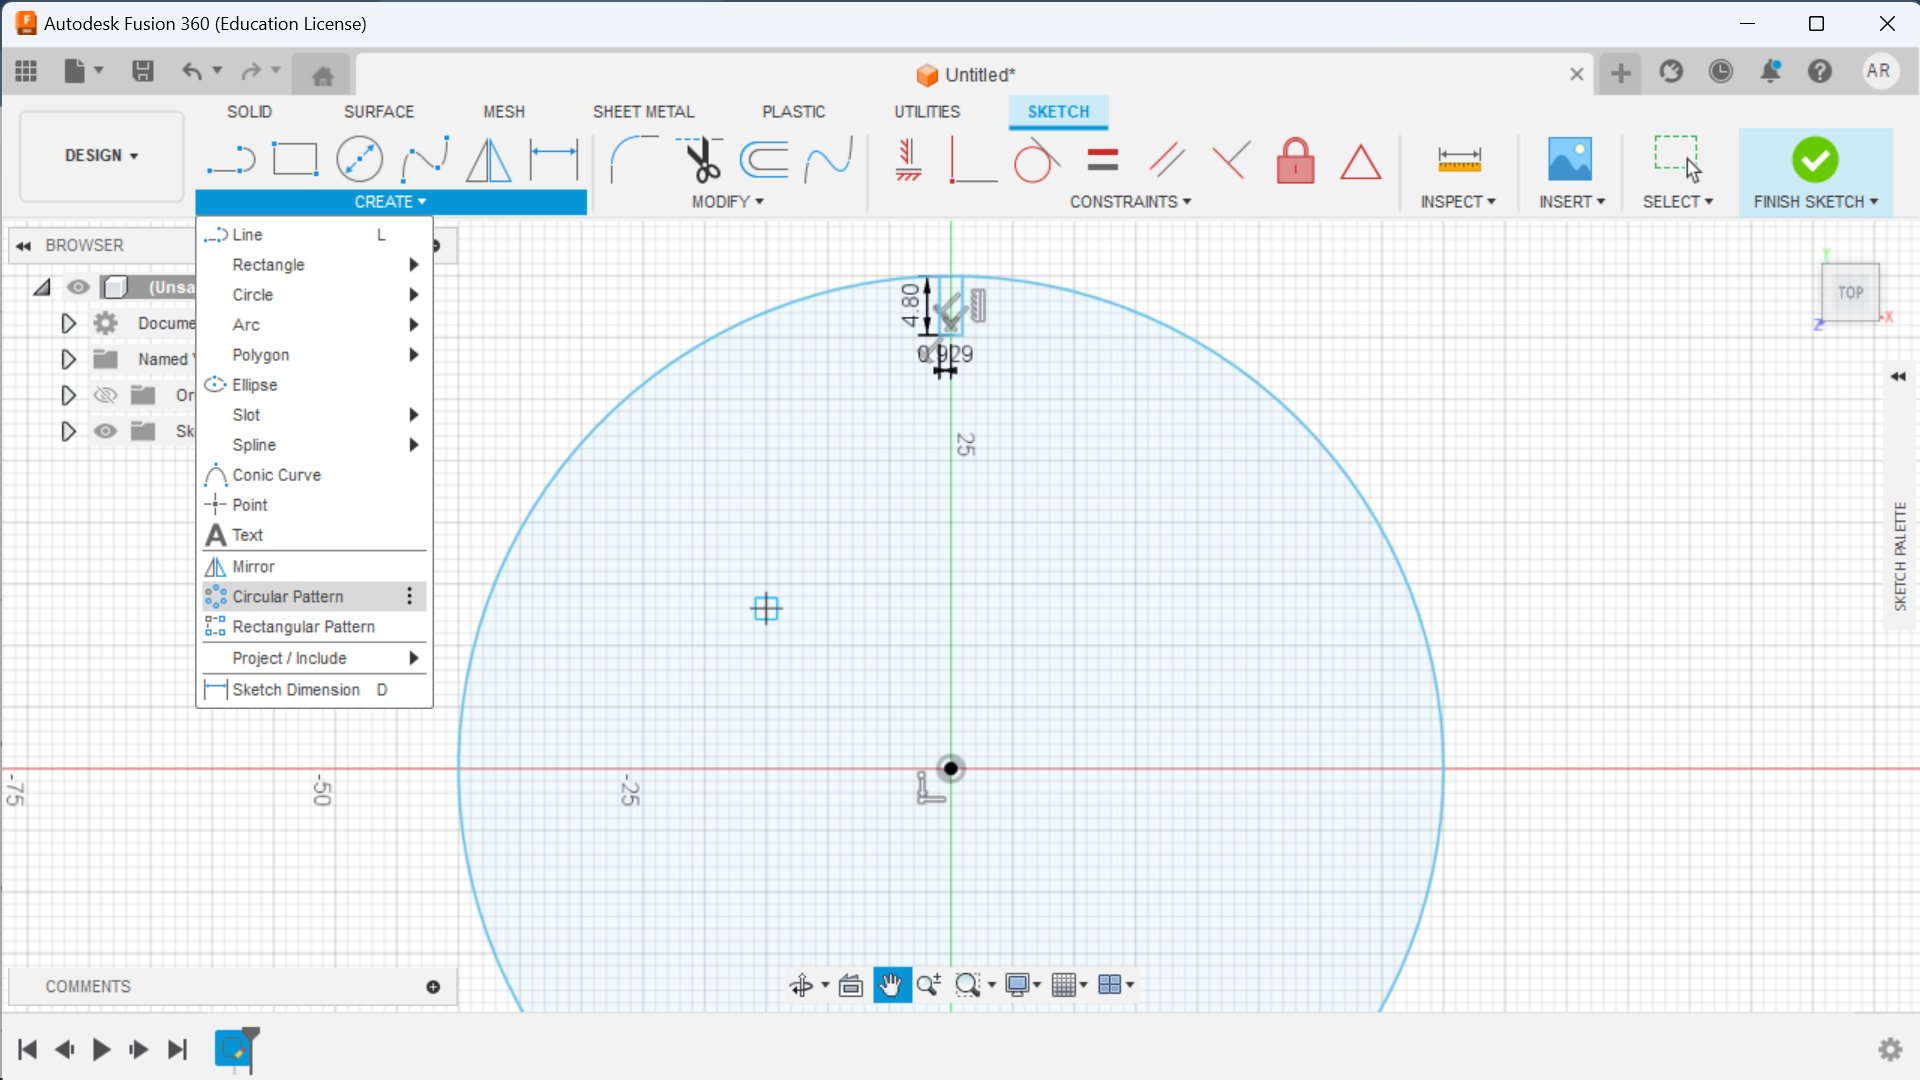 Autodesk Fusion 360 (Education License)
Untitled*
AR
SOLID
SURFACE
MESH
SHEET METAL
PLASTIC
UTILITIES
SKETCH
DESIGN
CREATE
MODIFY
CONSTRAINTS
INSPECT
INSERT
SELECT
FINISH SKETCH
BROWSER
(Unsa
Docume
Named V
Or
Sk
Line L
Rectangle
Circle
Arc
Polygon
Ellipse
Slot
Spline
Conic Curve
Point
Text
Mirror
Circular Pattern
Rectangular Pattern
Project / Include
Sketch Dimension D
4.80
0.929
25
-75
-50
-25
Y
TOP
X
Z
SKETCH PALETTE
COMMENTS